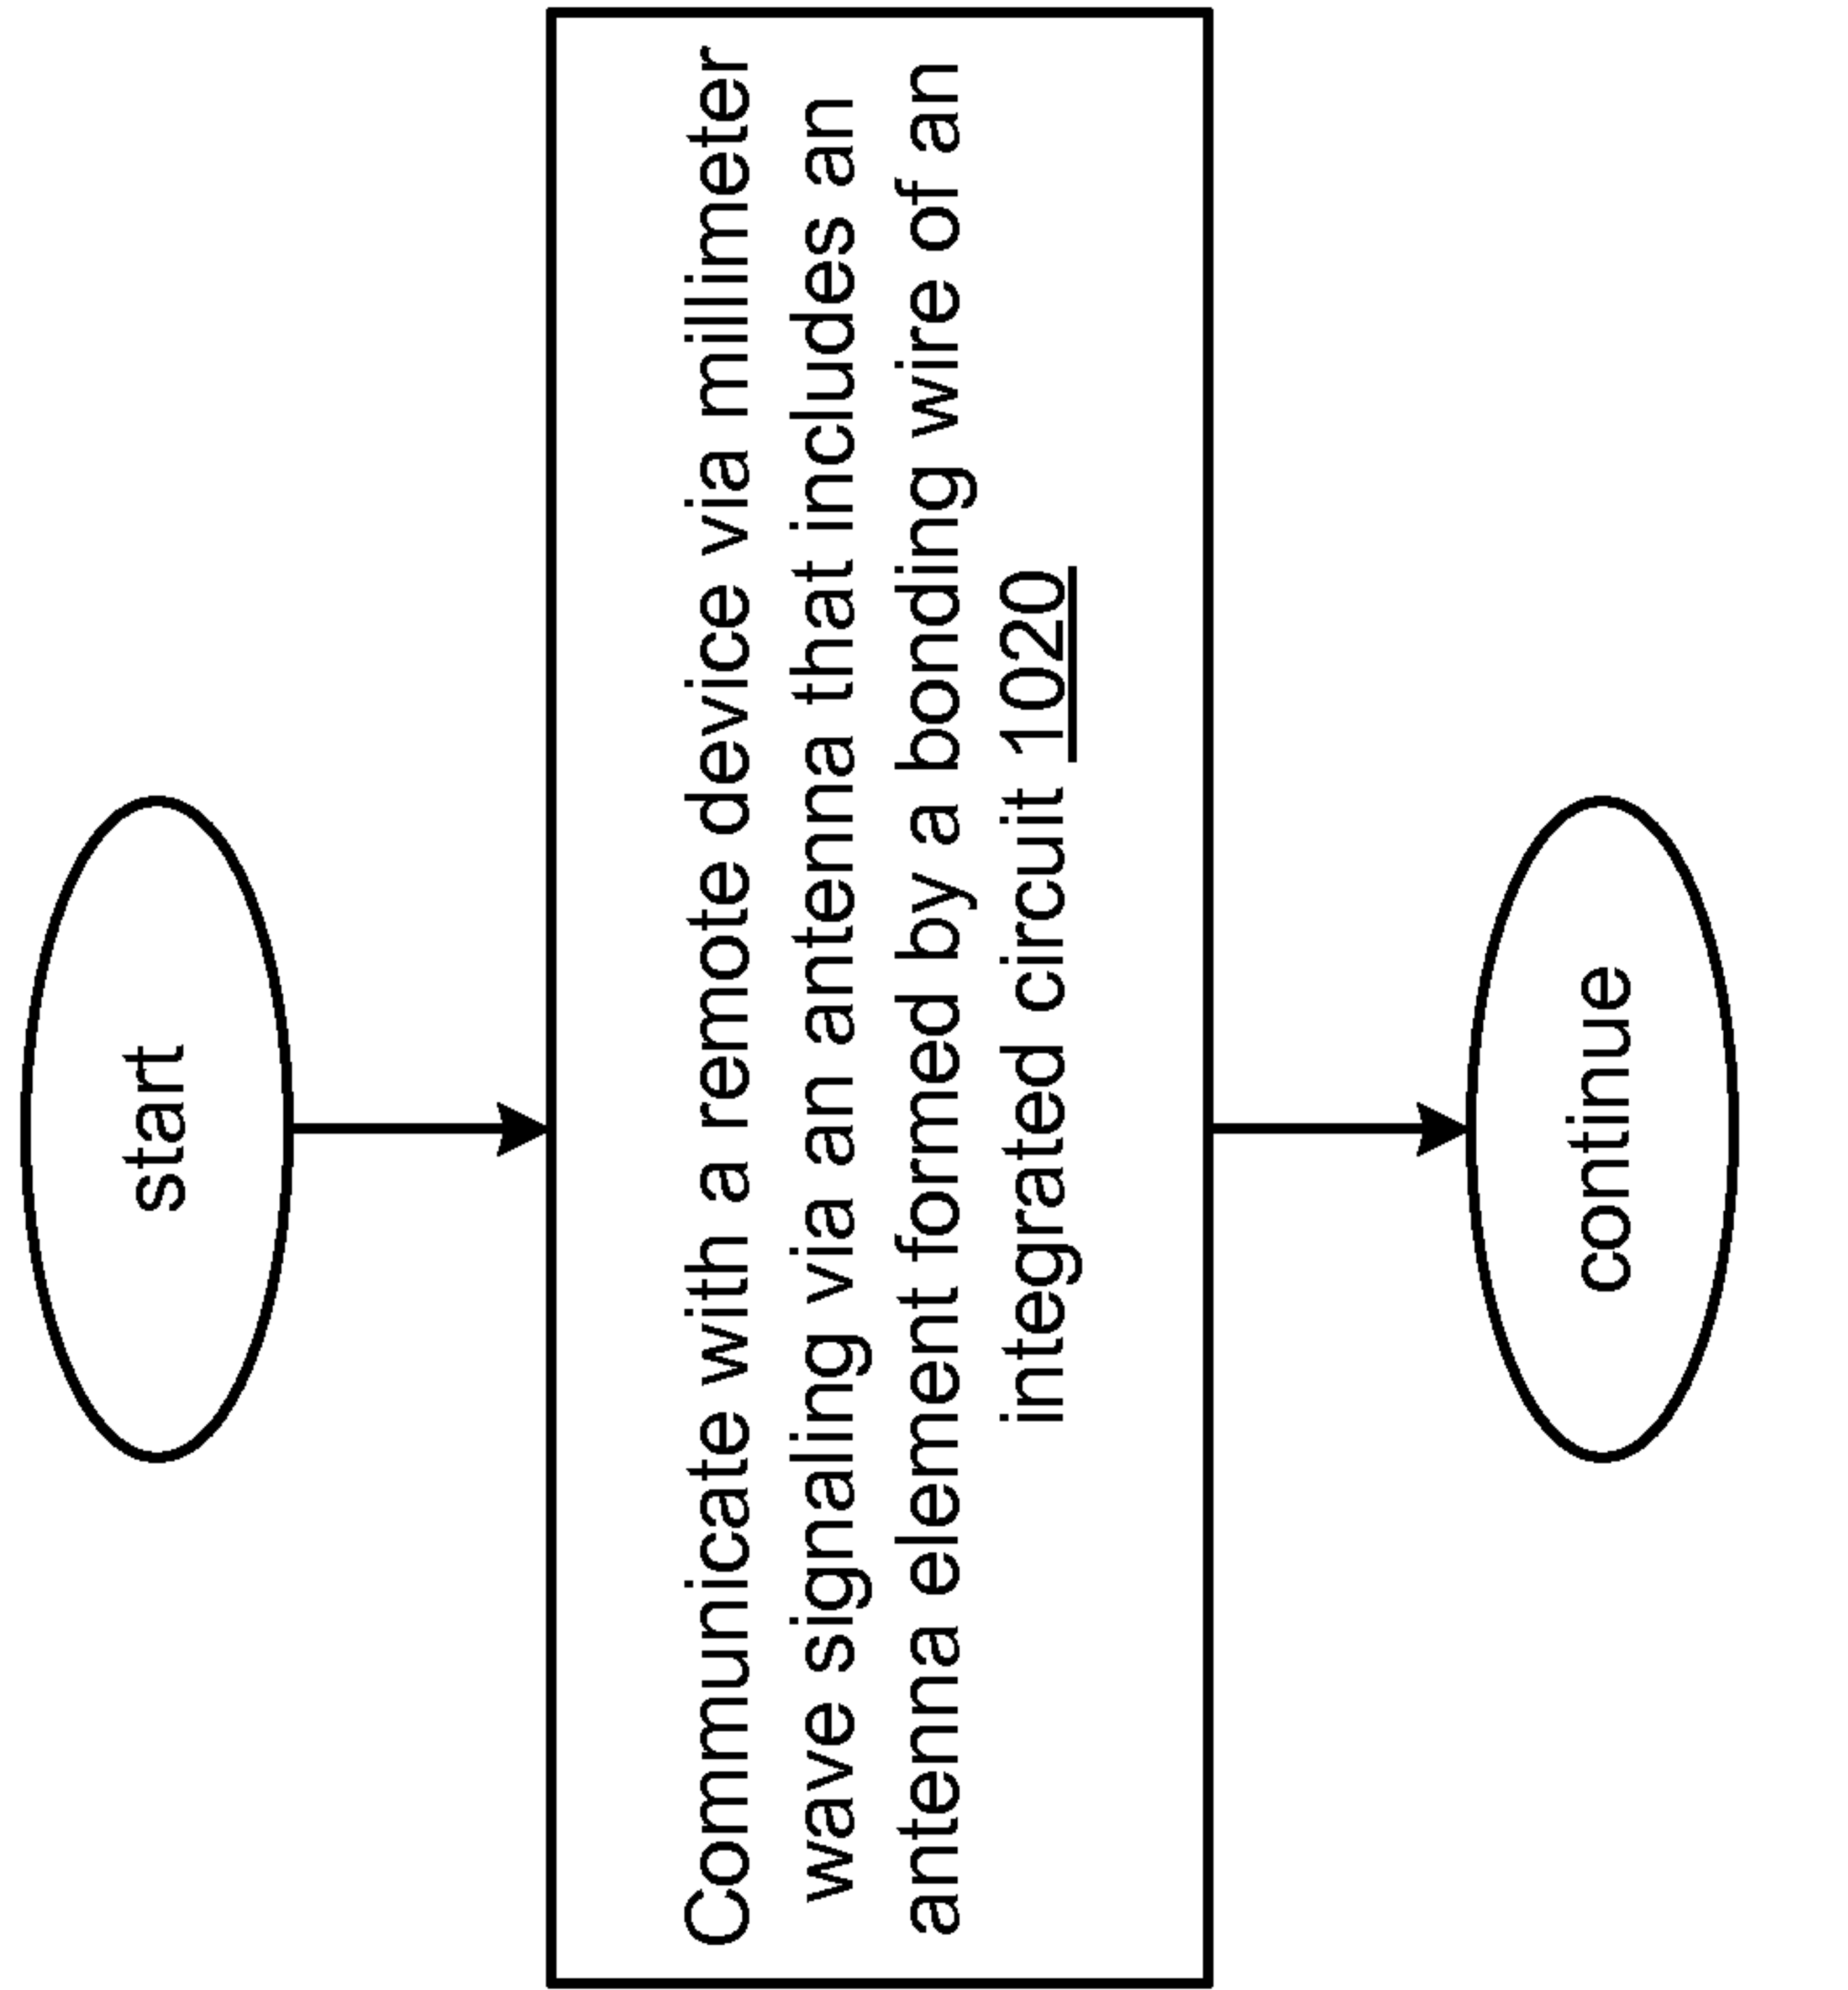 start
Communicate with a remote device via millimeter
wave signaling via an antenna that includes an
antenna element formed by a bonding wire of an
integrated circuit 1020
continue